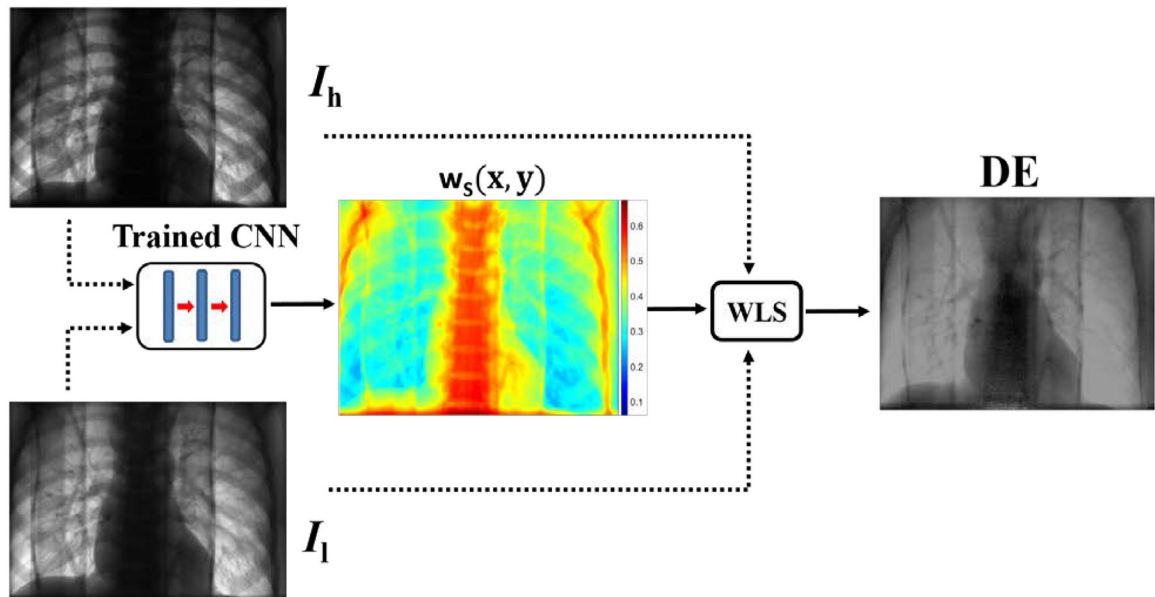 I_h
w_s(x, y)
DE
Trained CNN
0.6
0.5
0.4
0.3
0.2
0.1
WLS
I_l